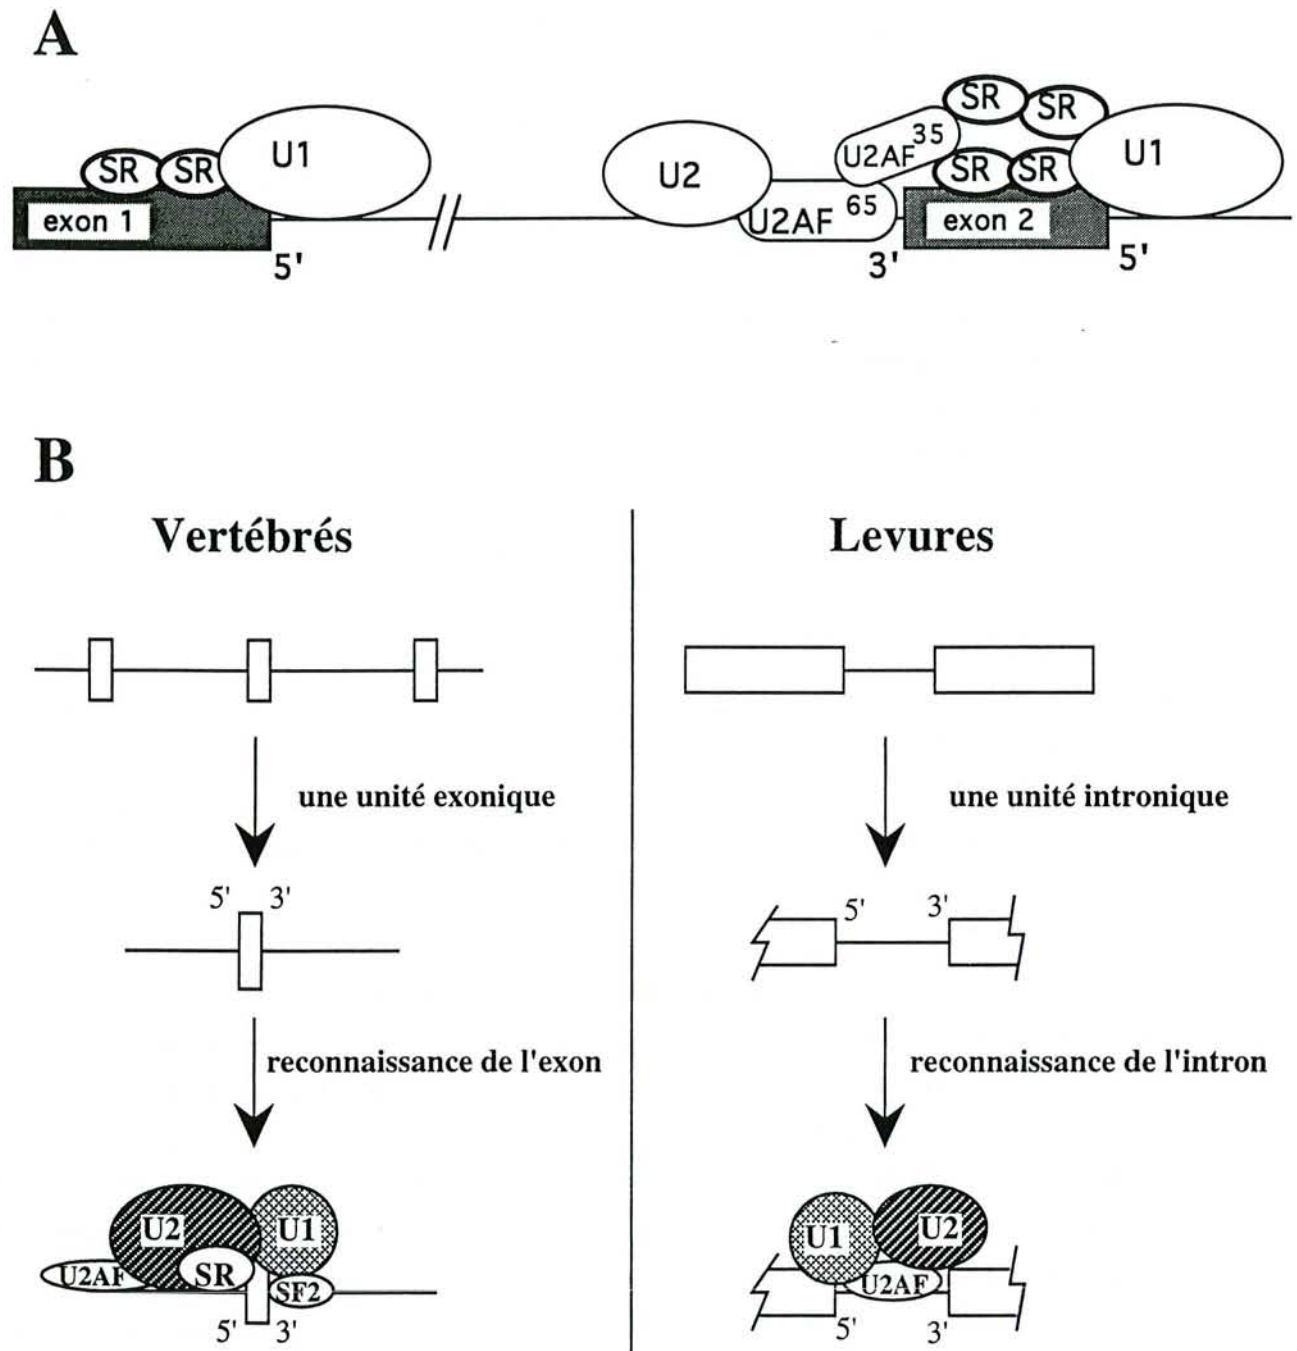 A
SR SR U1
exon 1
5'
U2
U2AF 65
U2AF 35
SR SR
SR SR
U1
3'
exon 2
5'
B
Vertébrés
une unité exonique
5' 3'
reconnaissance de l'exon
U2 U1
U2AF SR SF2
5' 3'
Levures
une unité intronique
5' 3'
reconnaissance de l'intron
U1 U2
U2AF
5' 3'